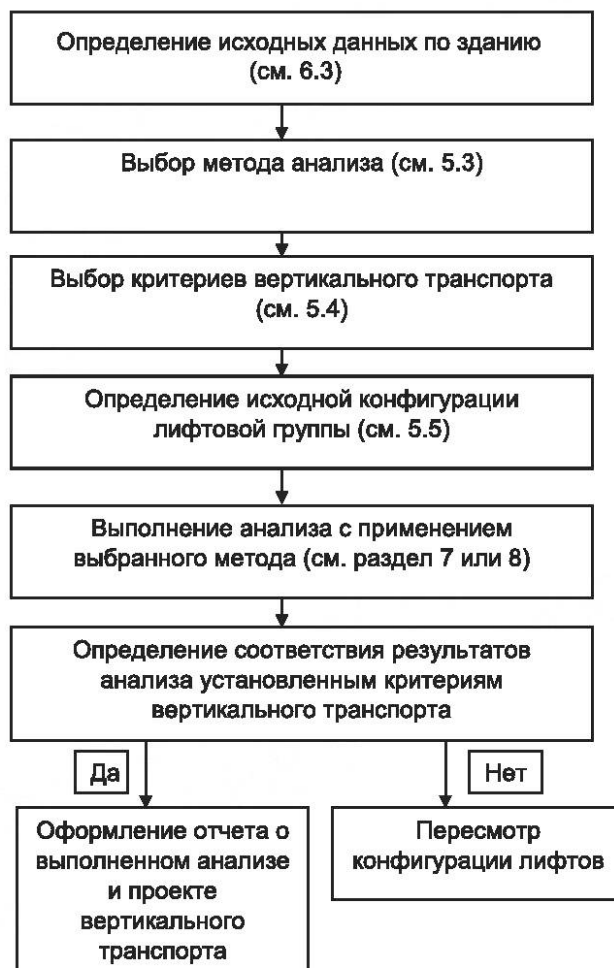 Определение исходных данных по зданию
(см. 6.3)
Выбор метода анализа (см. 5.3)
Выбор критериев вертикального транспорта
(см. 5.4)
Определение исходной конфигурации
лифтовой группы (см. 5.5)
Выполнение анализа с применением
выбранного метода (см. раздел 7 или 8)
Определение соответствия результатов
анализа установленным критериям
вертикального транспорта
Да
Нет
Оформление отчета о
выполненном анализе
и проекте
вертикального
транспорта
Пересмотр
конфигурации лифтов